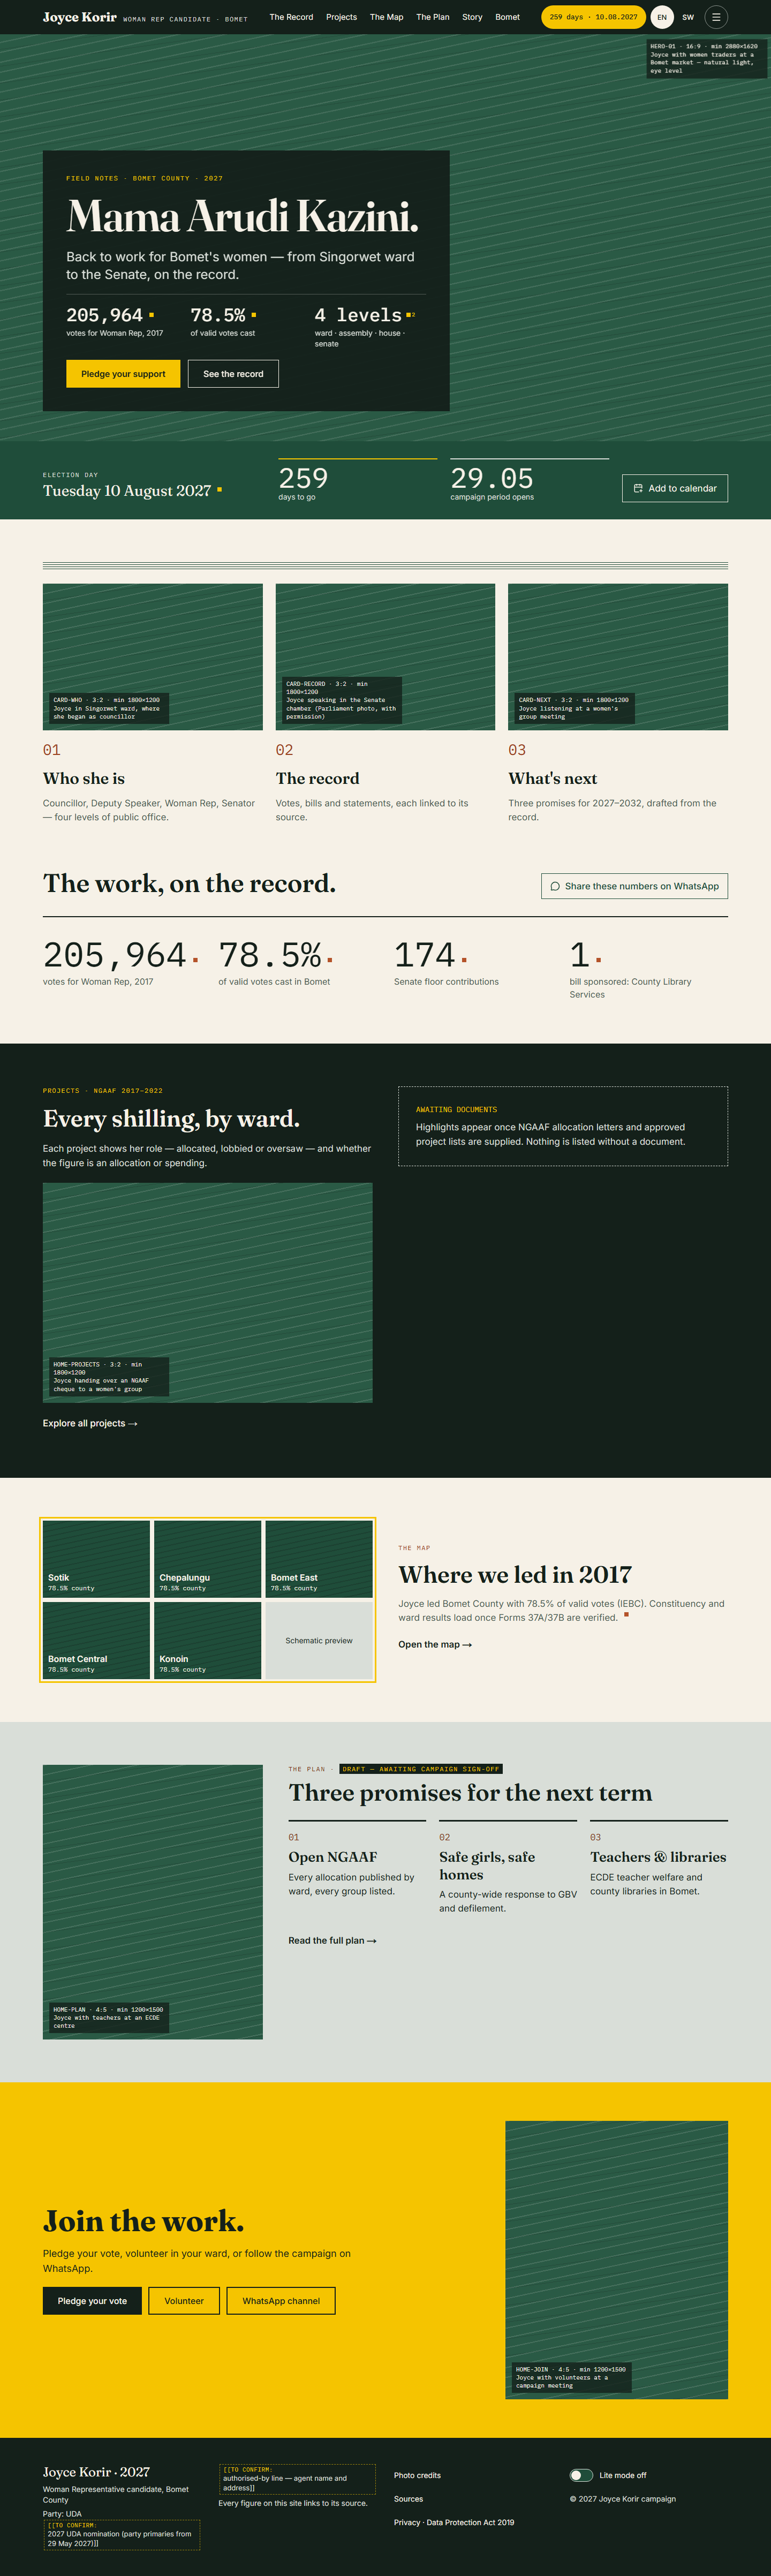 Joyce Korir WOMAN REP CANDIDATE · BOMET
The Record Projects The Map The Plan Story Bomet
259 days · 10.08.2027
EN SW
HERO-01 · 16:9 · min 2880×1620
Joyce with women traders at a
Bomet market — natural light,
eye level
FIELD NOTES · BOMET COUNTY · 2027
Mama Arudi Kazini.
Back to work for Bomet's women — from Singorwet ward
to the Senate, on the record.
205,964
votes for Woman Rep, 2017
78.5%
of valid votes cast
4 levels 2
ward · assembly · house ·
senate
Pledge your support
See the record
ELECTION DAY
Tuesday 10 August 2027
259
days to go
29.05
campaign period opens
Add to calendar
CARD-WHO · 3:2 · min 1800×1200
Joyce in Singorwet ward, where
she began as councillor
CARD-RECORD · 3:2 · min
1800×1200
Joyce speaking in the Senate
chamber (Parliament photo, with
permission)
CARD-NEXT · 3:2 · min 1800×1200
Joyce listening at a women's
group meeting
01
Who she is
Councillor, Deputy Speaker, Woman Rep, Senator
— four levels of public office.
02
The record
Votes, bills and statements, each linked to its
source.
03
What's next
Three promises for 2027–2032, drafted from the
record.
The work, on the record.
Share these numbers on WhatsApp
205,964
votes for Woman Rep, 2017
78.5%
of valid votes cast in Bomet
174
Senate floor contributions
1
bill sponsored: County Library
Services
PROJECTS · NGAAF 2017–2022
Every shilling, by ward.
Each project shows her role — allocated, lobbied or oversaw — and whether
the figure is an allocation or spending.
HOME-PROJECTS · 3:2 · min
1800×1200
Joyce handing over an NGAAF
cheque to a women's group
Explore all projects →
AWAITING DOCUMENTS
Highlights appear once NGAAF allocation letters and approved
project lists are supplied. Nothing is listed without a document.
Sotik
78.5% county
Chepalungu
78.5% county
Bomet East
78.5% county
Bomet Central
78.5% county
Konoin
78.5% county
Schematic preview
THE MAP
Where we led in 2017
Joyce led Bomet County with 78.5% of valid votes (IEBC). Constituency and
ward results load once Forms 37A/37B are verified.
Open the map →
HOME-PLAN · 4:5 · min 1200×1500
Joyce with teachers at an ECDE
centre
THE PLAN · DRAFT — AWAITING CAMPAIGN SIGN-OFF
Three promises for the next term
01
Open NGAAF
Every allocation published by
ward, every group listed.
02
Safe girls, safe
homes
A county-wide response to GBV
and defilement.
03
Teachers & libraries
ECDE teacher welfare and
county libraries in Bomet.
Read the full plan →
Join the work.
Pledge your vote, volunteer in your ward, or follow the campaign on
WhatsApp.
Pledge your vote
Volunteer
WhatsApp channel
HOME-JOIN · 4:5 · min 1200×1500
Joyce with volunteers at a
campaign meeting
Joyce Korir · 2027
Woman Representative candidate, Bomet
County
Party: UDA
[[TO CONFIRM:
2027 UDA nomination (party primaries from
29 May 2027)]]
[[TO CONFIRM:
authorised-by line — agent name and
address]]
Every figure on this site links to its source.
Photo credits
Sources
Privacy · Data Protection Act 2019
Lite mode off
© 2027 Joyce Korir campaign